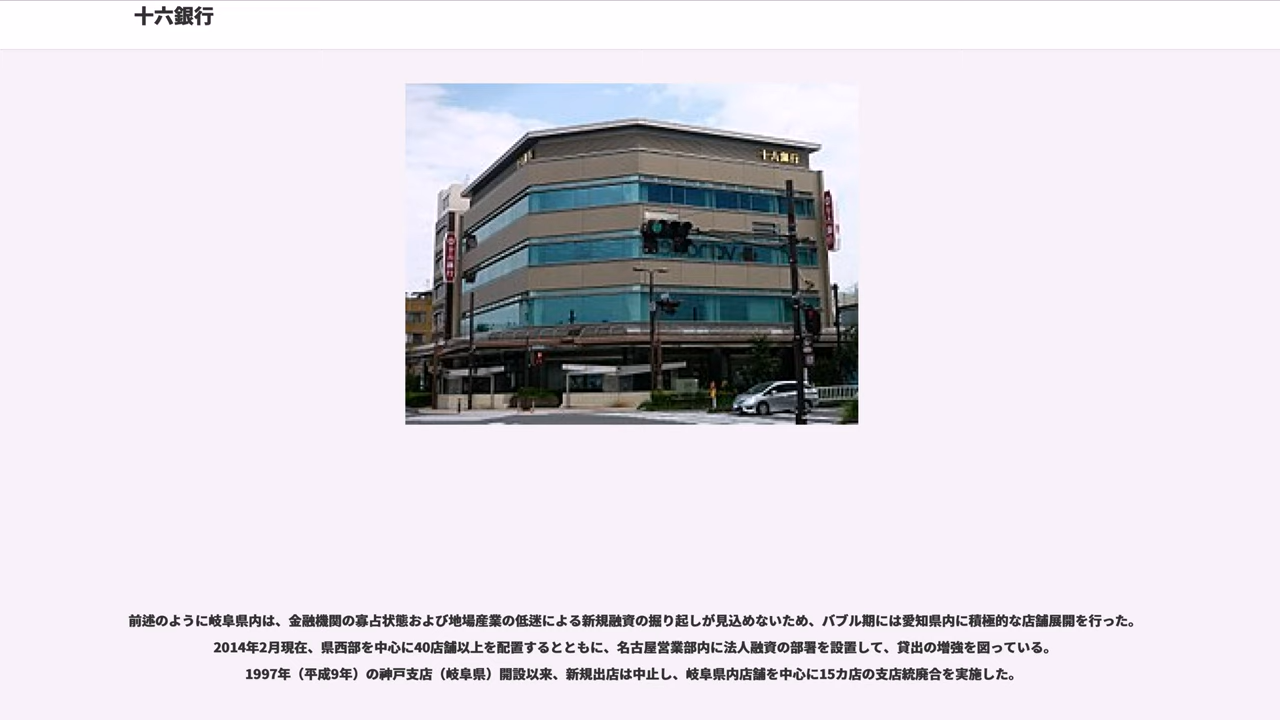 十六銀行
十六銀行
十六銀行
前述のように岐阜県内は、金融機関の寡占状態および地場産業の低迷による新規融資の掘り起しが見込めないため、バブル期には愛知県内に積極的な店舗展開を行った。
2014年2月現在、県西部を中心に40店舗以上を配置するとともに、名古屋営業部内に法人融資の部署を設置して、貸出の増強を図っている。
1997年（平成9年）の神戸支店（岐阜県）開設以来、新規出店は中止し、岐阜県内店舗を中心に15カ店の支店統廃合を実施した。